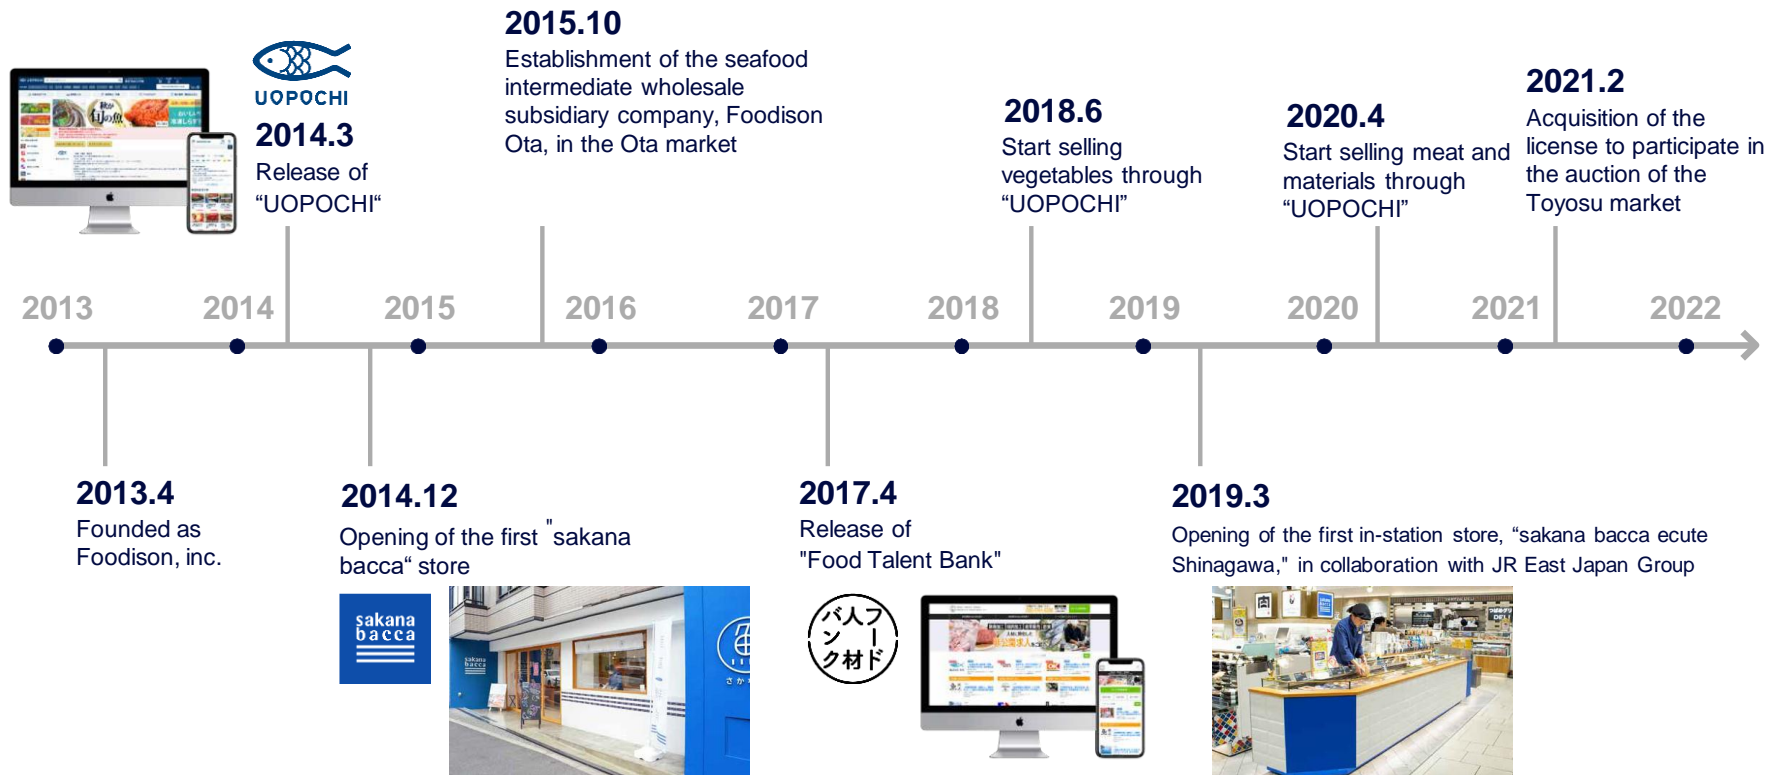 2015.10
Establishment of the seafood
intermediate wholesale
subsidiary company, Foodison
Ota, in the Ota market
UOPOCHI
2014.3
Release of
“UOPOCHI“
2018.6
Start selling
vegetables through
“UOPOCHI”
2020.4
Start selling meat and
materials through
“UOPOCHI”
2021.2
Acquisition of the
license to participate in
the auction of the
Toyosu market
2013 2014 2015 2016 2017 2018 2019 2020 2021 2022
2013.4
Founded as
Foodison, inc.
2014.12
Opening of the first "sakana
bacca“ store
sakana
bacca
sakana
bacca
2017.4
Release of
"Food Talent Bank"
フード
人材
バンク
2019.3
Opening of the first in-station store, “sakana bacca ecute
Shinagawa," in collaboration with JR East Japan Group